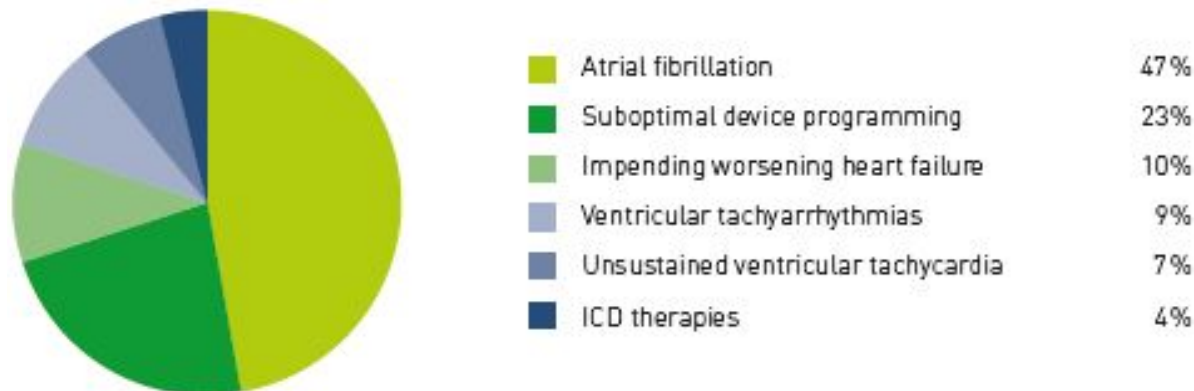 Atrial fibrillation 47%
Suboptimal device programming 23%
Impending worsening heart failure 10%
Ventricular tachyarrhythmias 9%
Unsustained ventricular tachycardia 7%
ICD therapies 4%